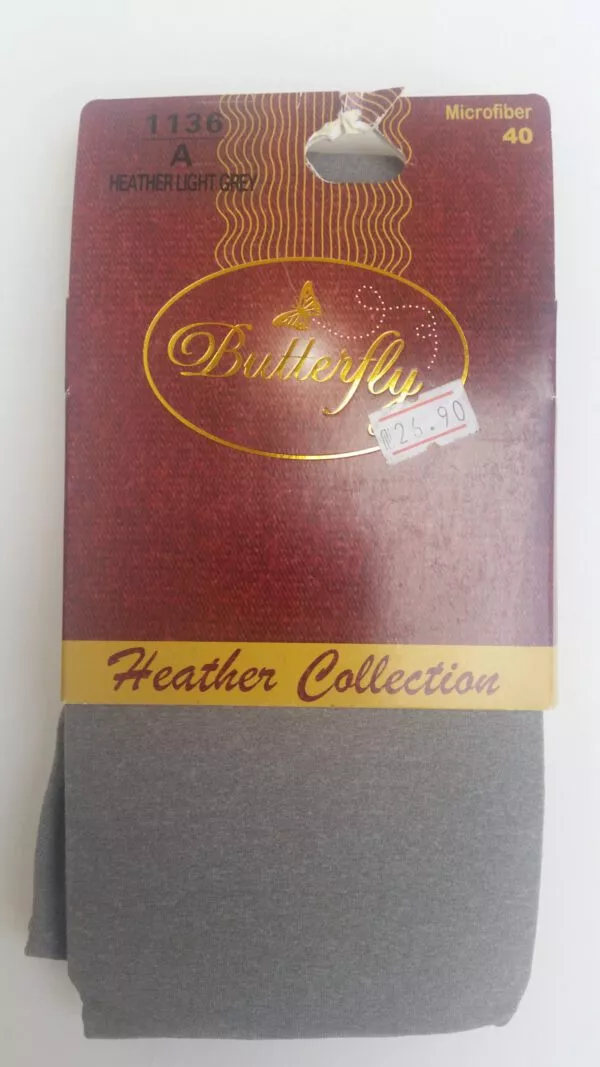 1136
A
HEATHER LIGHT GREY
Microfiber
40
Butterfly
26.90
Heather Collection